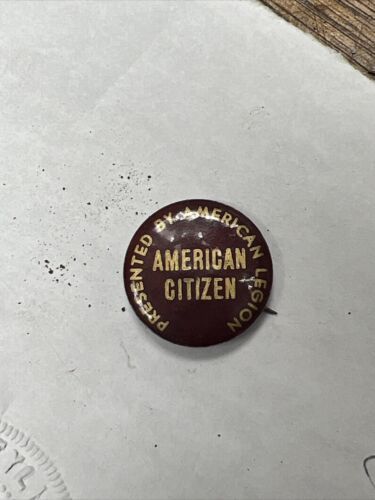 PRESENTED BY AMERICAN LEGION
AMERICAN
CITIZEN